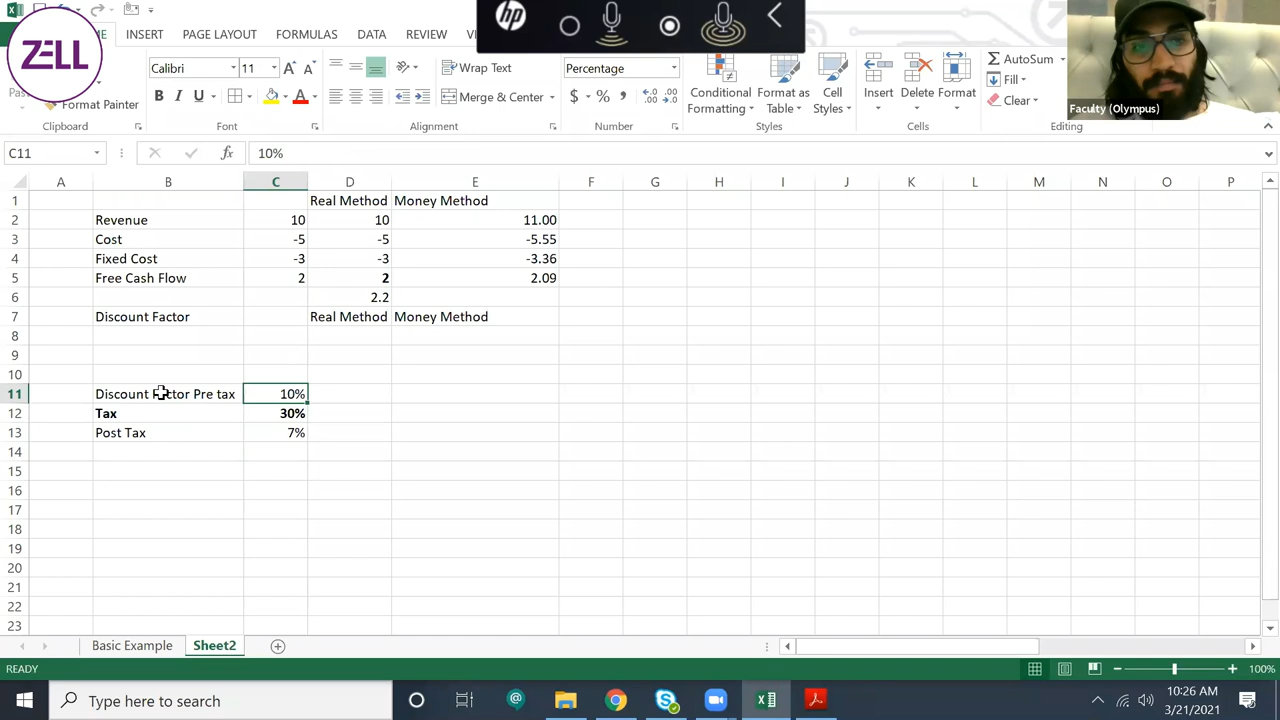 hp
ZELL
INSERT PAGE LAYOUT FORMULAS DATA REVIEW
Calibri 11 Wrap Text Percentage AutoSum
Format Painter B I U Merge & Center $ % , Conditional Formatting Format as Table Cell Styles Insert Delete Format Fill Clear
Clipboard Font Alignment Number Styles Cells Editing
Faculty (Olympus)
C11 fx 10%
A B C D E F G H I J K L M N O P
1 Real Method Money Method
2 Revenue 10 10 11.00
3 Cost -5 -5 -5.55
4 Fixed Cost -3 -3 -3.36
5 Free Cash Flow 2 2 2.09
6 2.2
7 Discount Factor Real Method Money Method
8
9
10
11 Discount Factor Pre tax 10%
12 Tax 30%
13 Post Tax 7%
14
15
16
17
18
19
20
21
22
23
Basic Example Sheet2
READY 100%
Type here to search 10:26 AM
3/21/2021